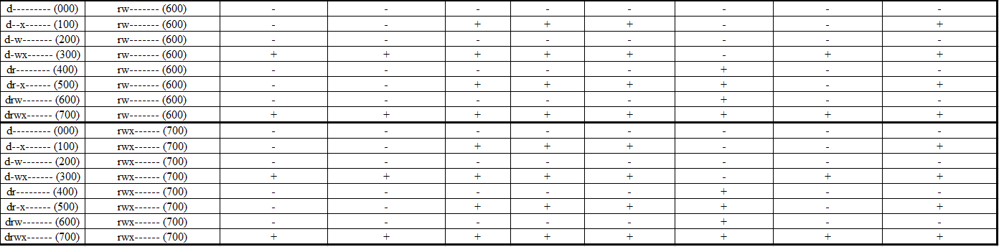 d--------- (000) rw------- (600) - - - - - - - -
d--x------ (100) rw------- (600) - - + + + - - +
d-w------- (200) rw------- (600) - - - - - - - -
d-wx------ (300) rw------- (600) + + + + + - + +
dr-------- (400) rw------- (600) - - - - - + - -
dr-x------ (500) rw------- (600) - - + + + + - +
drw------- (600) rw------- (600) - - - - - + - -
drwx------ (700) rw------- (600) + + + + + + + +
d--------- (000) rwx------ (700) - - - - - - - -
d--x------ (100) rwx------ (700) - - + + + - - +
d-w------- (200) rwx------ (700) - - - - - - - -
d-wx------ (300) rwx------ (700) + + + + + - + +
dr-------- (400) rwx------ (700) - - - - - + - -
dr-x------ (500) rwx------ (700) - - + + + + - +
drw------- (600) rwx------ (700) - - - - - + - -
drwx------ (700) rwx------ (700) + + + + + + + +